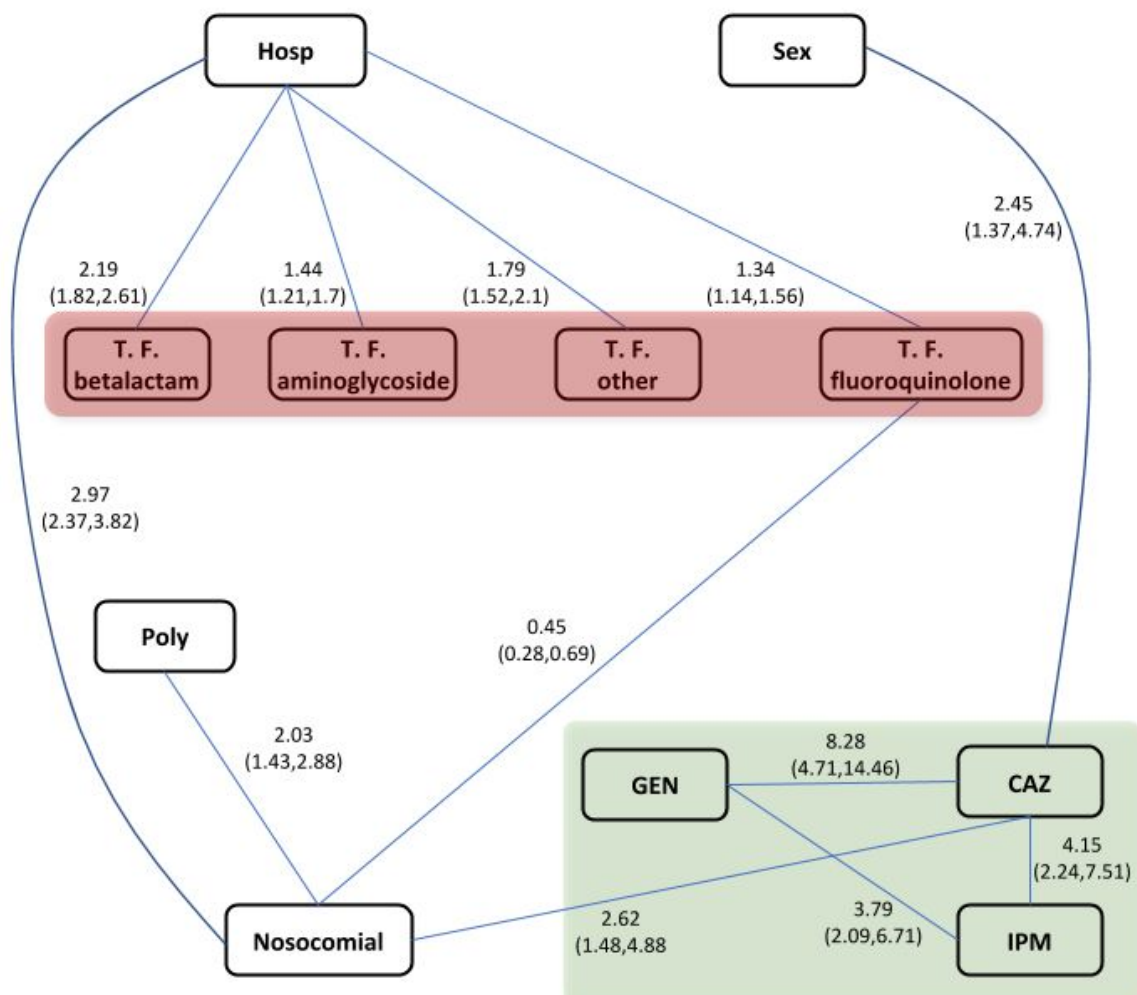 Hosp
Sex
2.45
(1.37,4.74)
2.19
(1.82,2.61)
1.44
(1.21,1.7)
1.79
(1.52,2.1)
1.34
(1.14,1.56)
T. F.
betalactam
T. F.
aminoglycoside
T. F.
other
T. F.
fluoroquinolone
2.97
(2.37,3.82)
Poly
0.45
(0.28,0.69)
2.03
(1.43,2.88)
GEN
8.28
(4.71,14.46)
CAZ
4.15
(2.24,7.51)
Nosocomial
2.62
(1.48,4.88
3.79
(2.09,6.71)
IPM